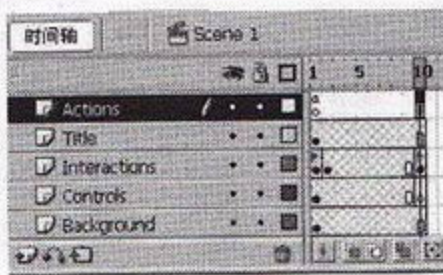 时间轴 Scene 1
1 5 10
Actions
Title
Interactions
Controls
Background